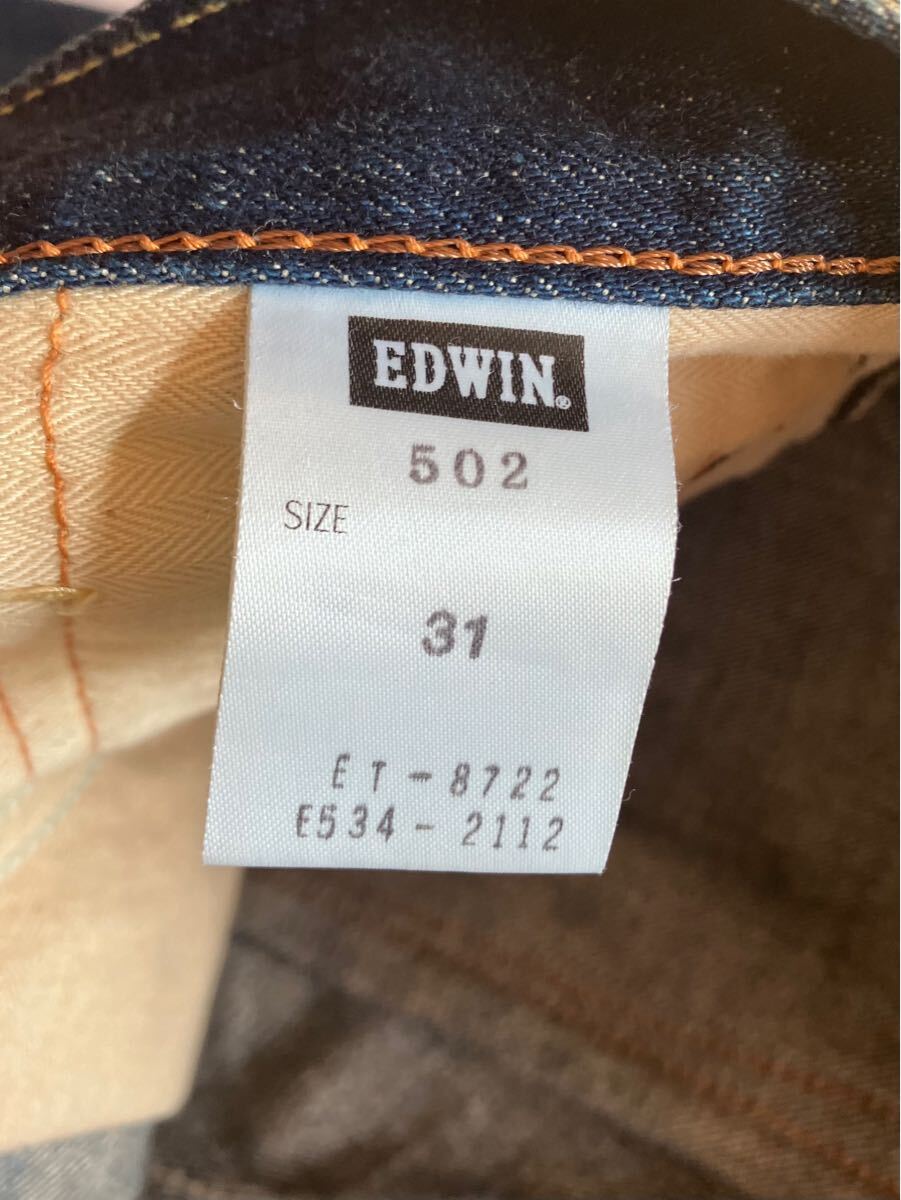 EDWIN®
502
SIZE
31
ET-8722
E534-2112